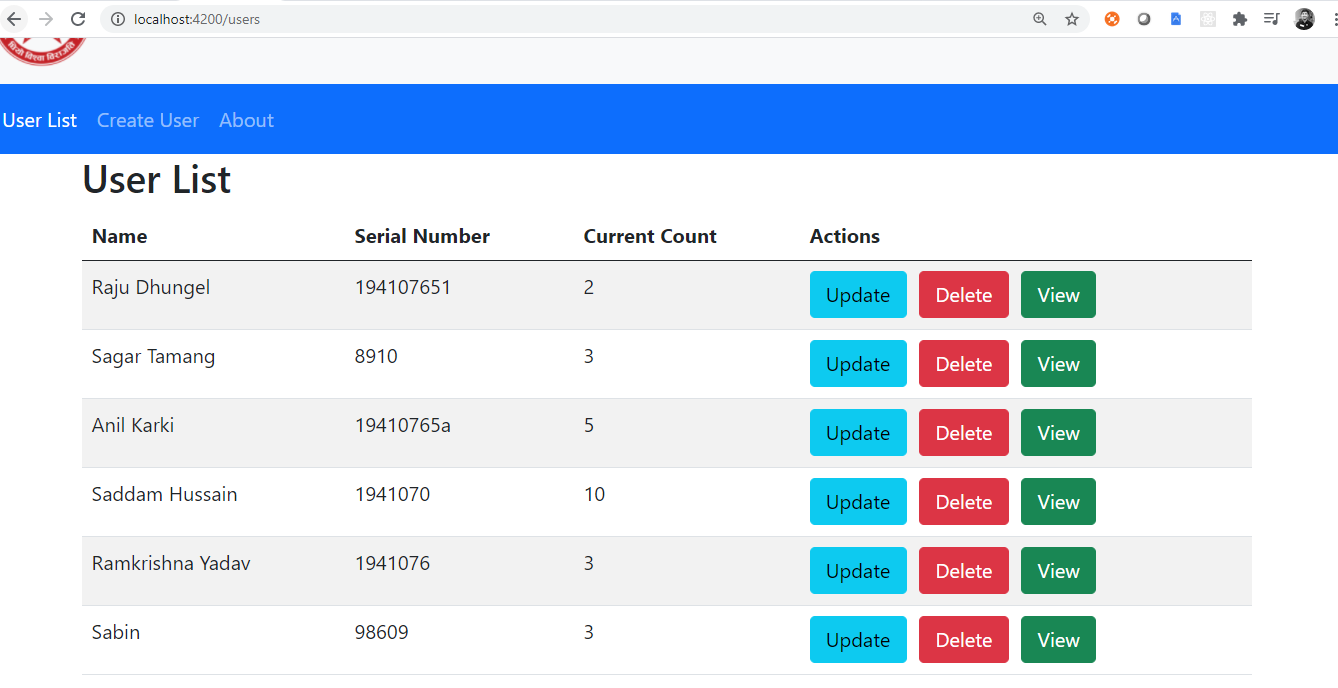 localhost:4200/users
विश्वा विराजति
User List Create User About
User List
Name Serial Number Current Count Actions
Raju Dhungel 194107651 2 Update Delete View
Sagar Tamang 8910 3 Update Delete View
Anil Karki 19410765a 5 Update Delete View
Saddam Hussain 1941070 10 Update Delete View
Ramkrishna Yadav 1941076 3 Update Delete View
Sabin 98609 3 Update Delete View